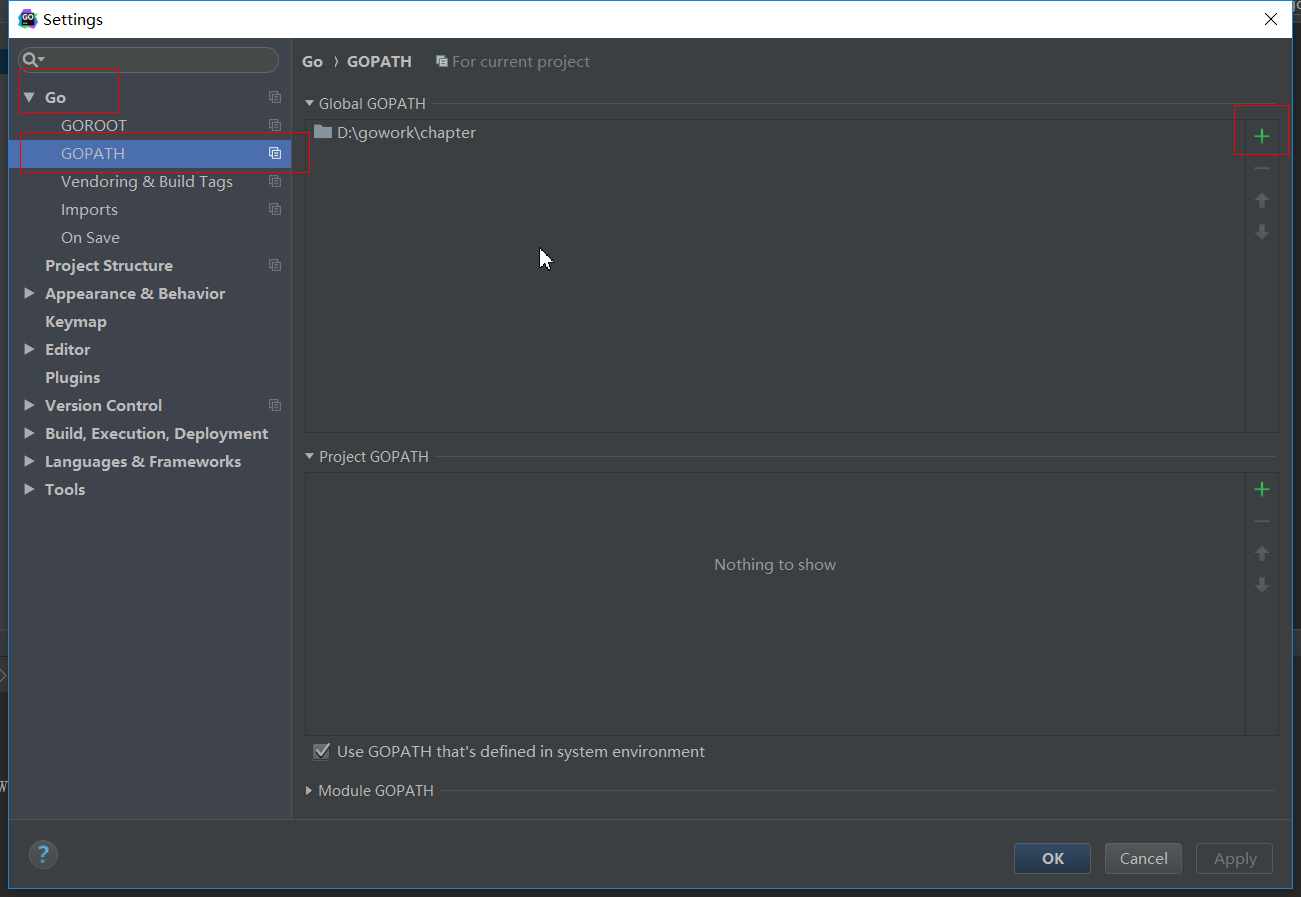 Settings
Go
GOROOT
GOPATH
Vendoring & Build Tags
Imports
On Save
Project Structure
Appearance & Behavior
Keymap
Editor
Plugins
Version Control
Build, Execution, Deployment
Languages & Frameworks
Tools
Go › GOPATH For current project
Global GOPATH
D:\gowork\chapter
Project GOPATH
Nothing to show
Use GOPATH that's defined in system environment
Module GOPATH
?
OK Cancel Apply